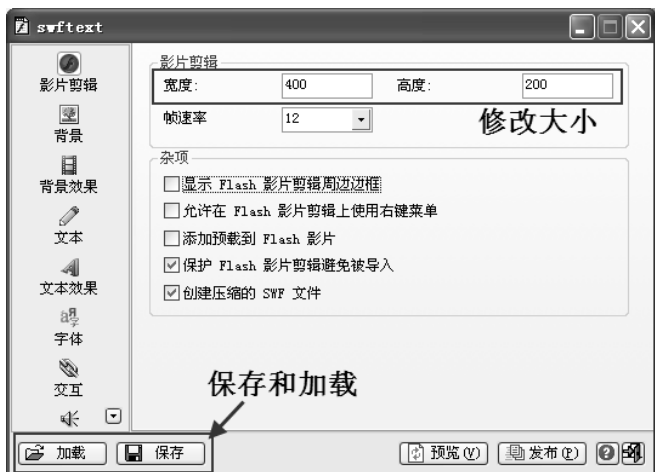 swftext
影片剪辑
背景
背景效果
文本
文本效果
字体
交互
影片剪辑
宽度: 400 高度: 200
帧速率 12
修改大小
杂项
显示 Flash 影片剪辑周边边框
允许在 Flash 影片剪辑上使用右键菜单
添加预载到 Flash 影片
保护 Flash 影片剪辑避免被导入
创建压缩的 SWF 文件
保存和加载
加载 保存 预览(V) 发布(P)